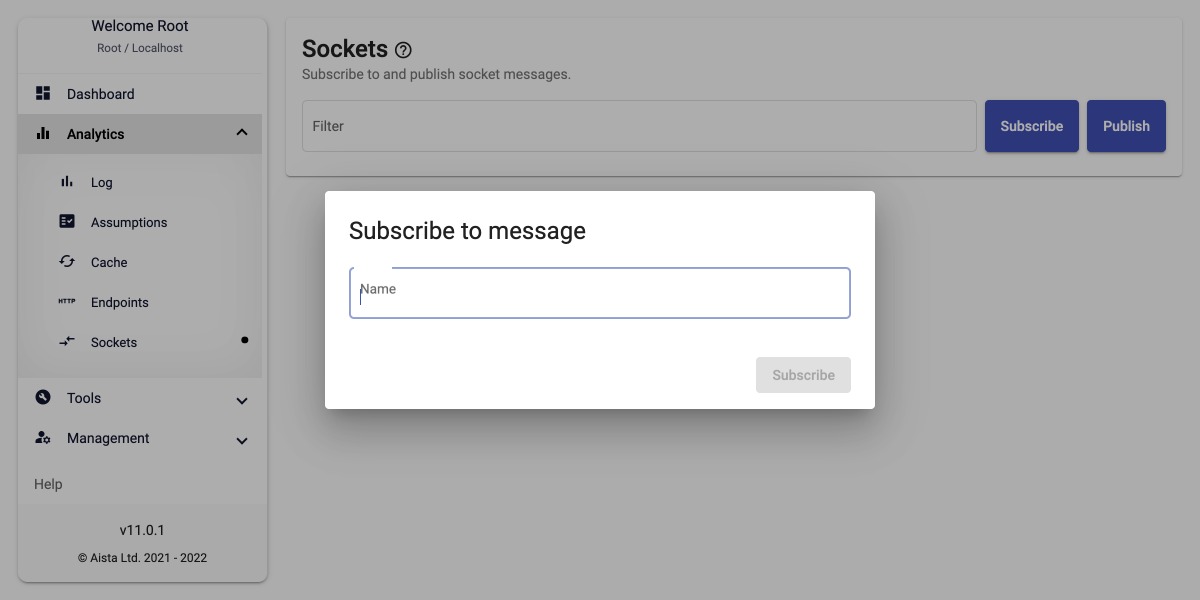 Welcome Root
Root / Localhost
Dashboard
Analytics
Log
Assumptions
Cache
HTTP Endpoints
Sockets
Tools
Management
Help
v11.0.1
© Aista Ltd. 2021 - 2022
Sockets ?
Subscribe to and publish socket messages.
Filter
Subscribe
Publish
Subscribe to message
Name
Subscribe